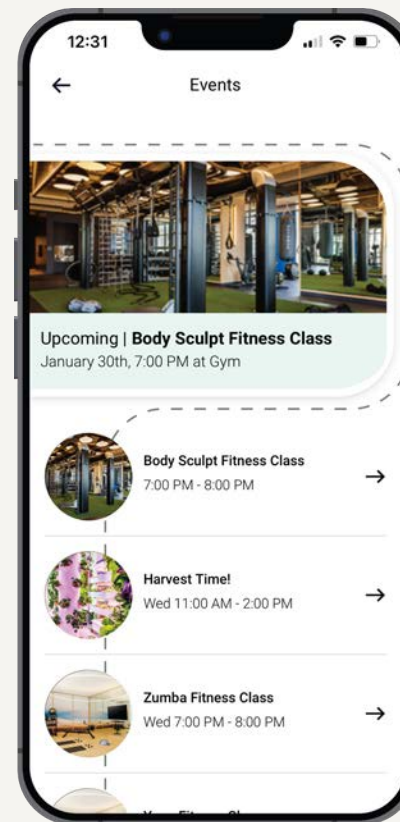 12:31
Events
Upcoming | Body Sculpt Fitness Class
January 30th, 7:00 PM at Gym
Body Sculpt Fitness Class
7:00 PM - 8:00 PM
Harvest Time!
Wed 11:00 AM - 2:00 PM
Zumba Fitness Class
Wed 7:00 PM - 8:00 PM